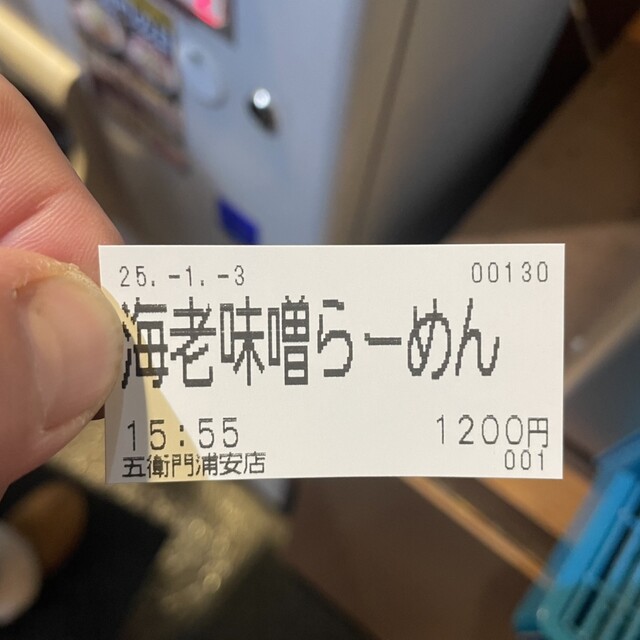 25.-1.-3 00130
海老味噌らーめん
15:55 1200円
五衛門浦安店 001